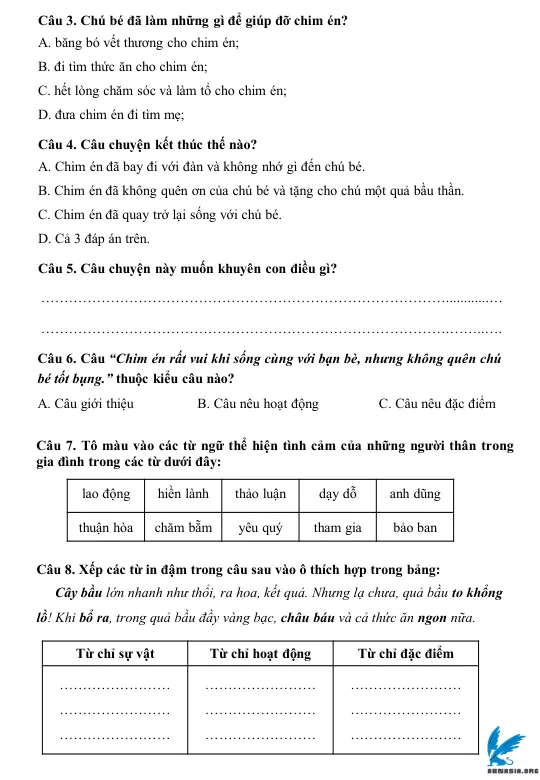 Câu 3. Chú bé đã làm những gì để giúp đỡ chim én?
A. băng bó vết thương cho chim én;
B. đi tìm thức ăn cho chim én;
C. hết lòng chăm sóc và làm tổ cho chim én;
D. đưa chim én đi tìm mẹ;
Câu 4. Câu chuyện kết thúc thế nào?
A. Chim én đã bay đi với đàn và không nhớ gì đến chú bé.
B. Chim én đã không quên ơn của chú bé và tặng cho chú một quả bầu thần.
C. Chim én đã quay trở lại sống với chú bé.
D. Cả 3 đáp án trên.
Câu 5. Câu chuyện này muốn khuyên con điều gì?
……………………………………………………………………………...........…
……………………………………………………………………………………..…
Câu 6. Câu “Chim én rất vui khi sống cùng với bạn bè, nhưng không quên chú
bé tốt bụng.” thuộc kiểu câu nào?
A. Câu giới thiệu B. Câu nêu hoạt động C. Câu nêu đặc điểm
Câu 7. Tô màu vào các từ ngữ thể hiện tình cảm của những người thân trong
gia đình trong các từ dưới đây:
lao động hiền lành thảo luận dạy dỗ anh dũng
thuận hòa chăm bẵm yêu quý tham gia bảo ban
Câu 8. Xếp các từ in đậm trong câu sau vào ô thích hợp trong bảng:
Cây bầu lớn nhanh như thổi, ra hoa, kết quả. Nhưng lạ chưa, quả bầu to khổng
lồ! Khi bổ ra, trong quả bầu đầy vàng bạc, châu báu và cả thức ăn ngon nữa.
Từ chỉ sự vật Từ chỉ hoạt động Từ chỉ đặc điểm
…………………… …………………… ……………………
…………………… …………………… ……………………
…………………… …………………… ……………………
ANMASIA.ORG